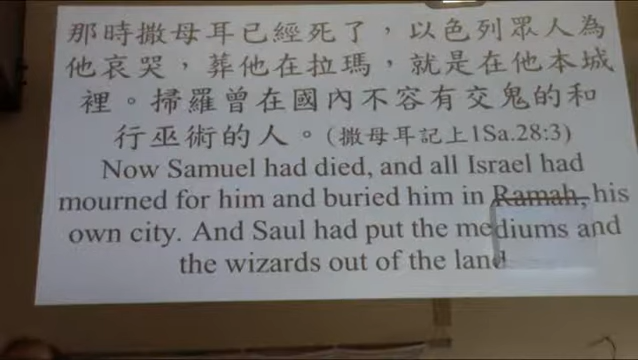 那時撒母耳已經死了，以色列眾人為
他哀哭，葬他在拉瑪，就是在他本城
裡。掃羅曾在國內不容有交鬼的和
行巫術的人。(撒母耳記上1Sa.28:3)
Now Samuel had died, and all Israel had
mourned for him and buried him in Ramah, his
own city. And Saul had put the mediums and
the wizards out of the land